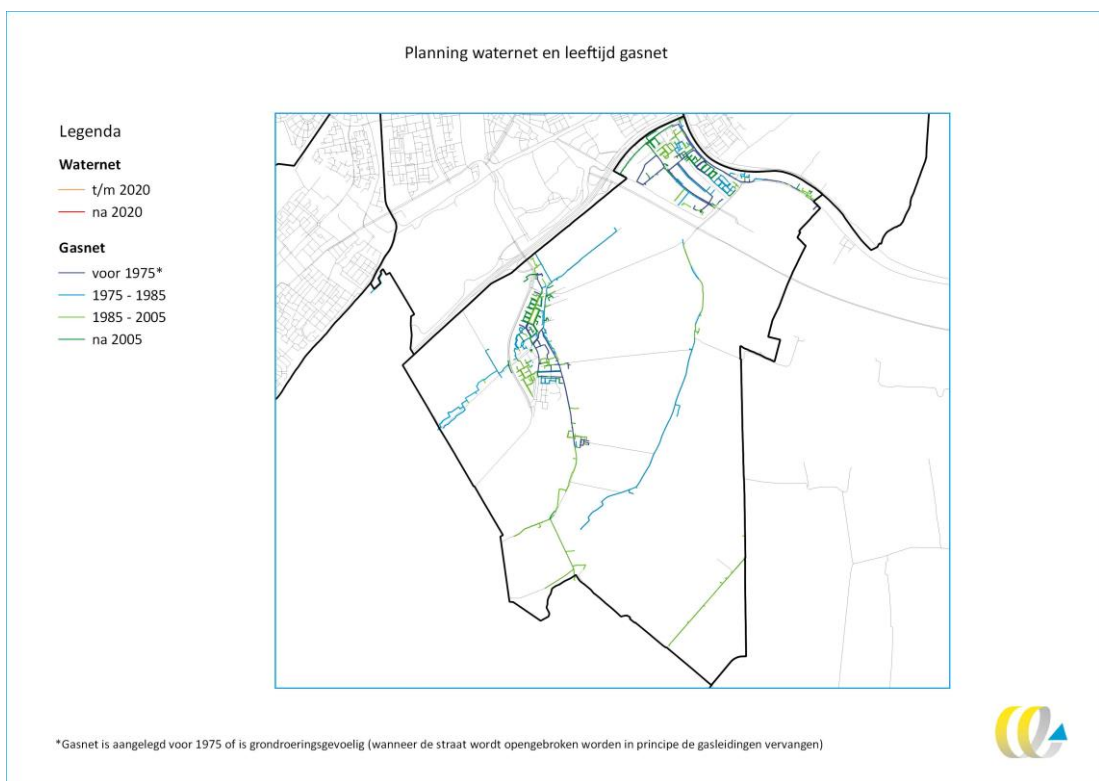 Planning waternet en leeftijd gasnet
Legenda
Waternet
t/m 2020
na 2020
Gasnet
voor 1975*
1975 - 1985
1985 - 2005
na 2005
*Gasnet is aangelegd voor 1975 of is grondroeringsgevoelig (wanneer de straat wordt opengebroken worden in principe de gasleidingen vervangen)